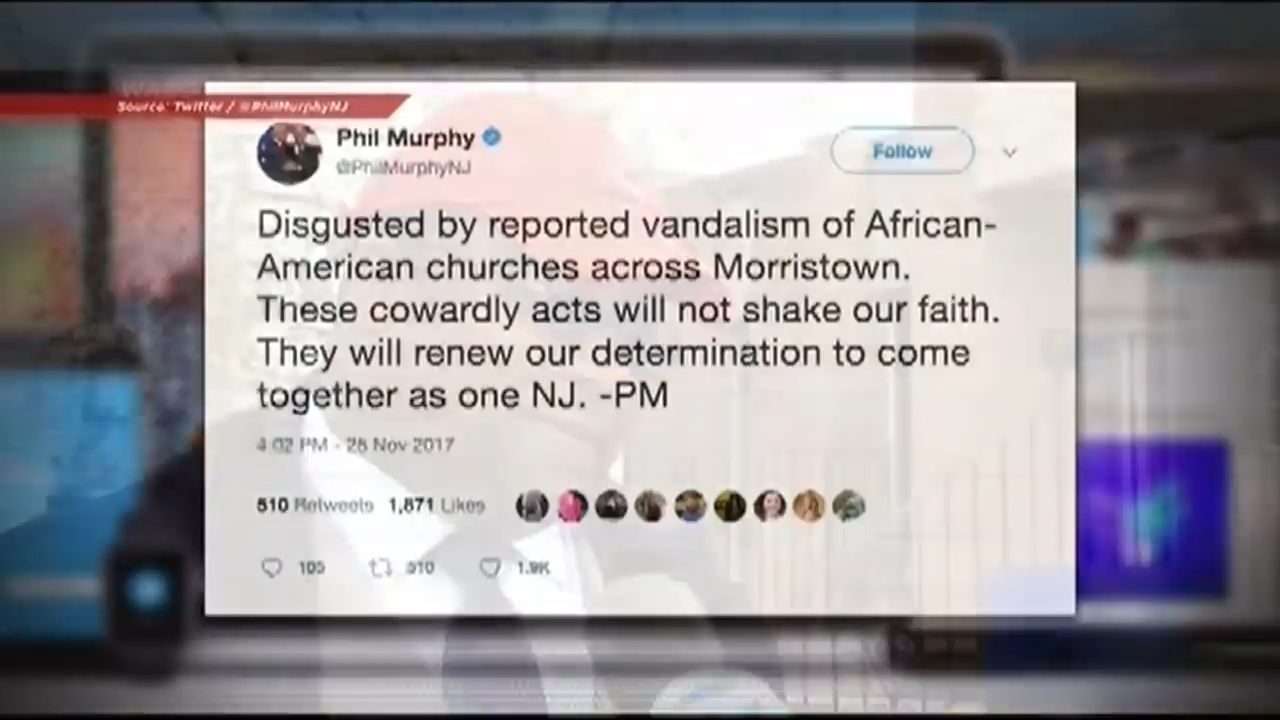 Source: Twitter / @PhilMurphyNJ
Phil Murphy
Follow
@PhilMurphyNJ
Disgusted by reported vandalism of African-
American churches across Morristown.
These cowardly acts will not shake our faith.
They will renew our determination to come
together as one NJ. -PM
4:02 PM - 28 Nov 2017
510 Retweets 1,871 Likes
105 510 1.9K